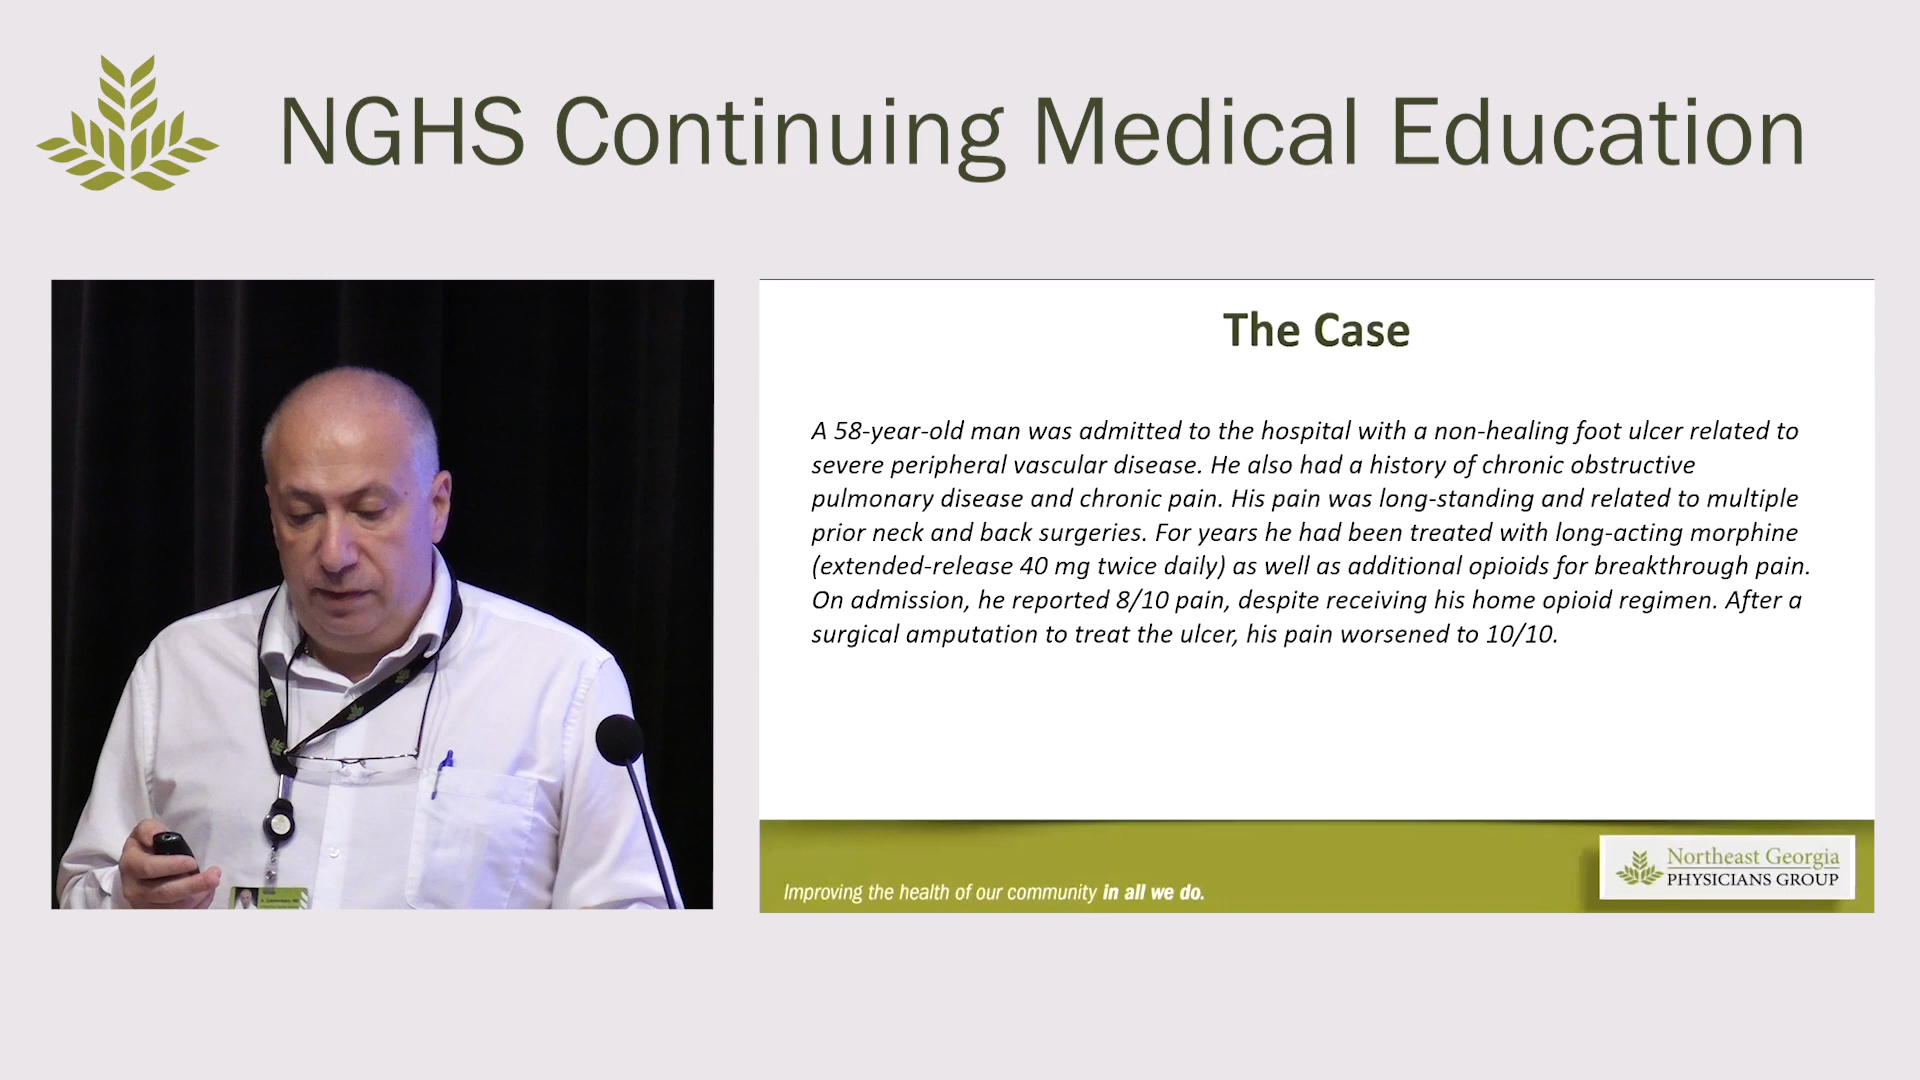 NGHS Continuing Medical Education
The Case
A 58-year-old man was admitted to the hospital with a non-healing foot ulcer related to
severe peripheral vascular disease. He also had a history of chronic obstructive
pulmonary disease and chronic pain. His pain was long-standing and related to multiple
prior neck and back surgeries. For years he had been treated with long-acting morphine
(extended-release 40 mg twice daily) as well as additional opioids for breakthrough pain.
On admission, he reported 8/10 pain, despite receiving his home opioid regimen. After a
surgical amputation to treat the ulcer, his pain worsened to 10/10.
Improving the health of our community in all we do.
Northeast Georgia
PHYSICIANS GROUP